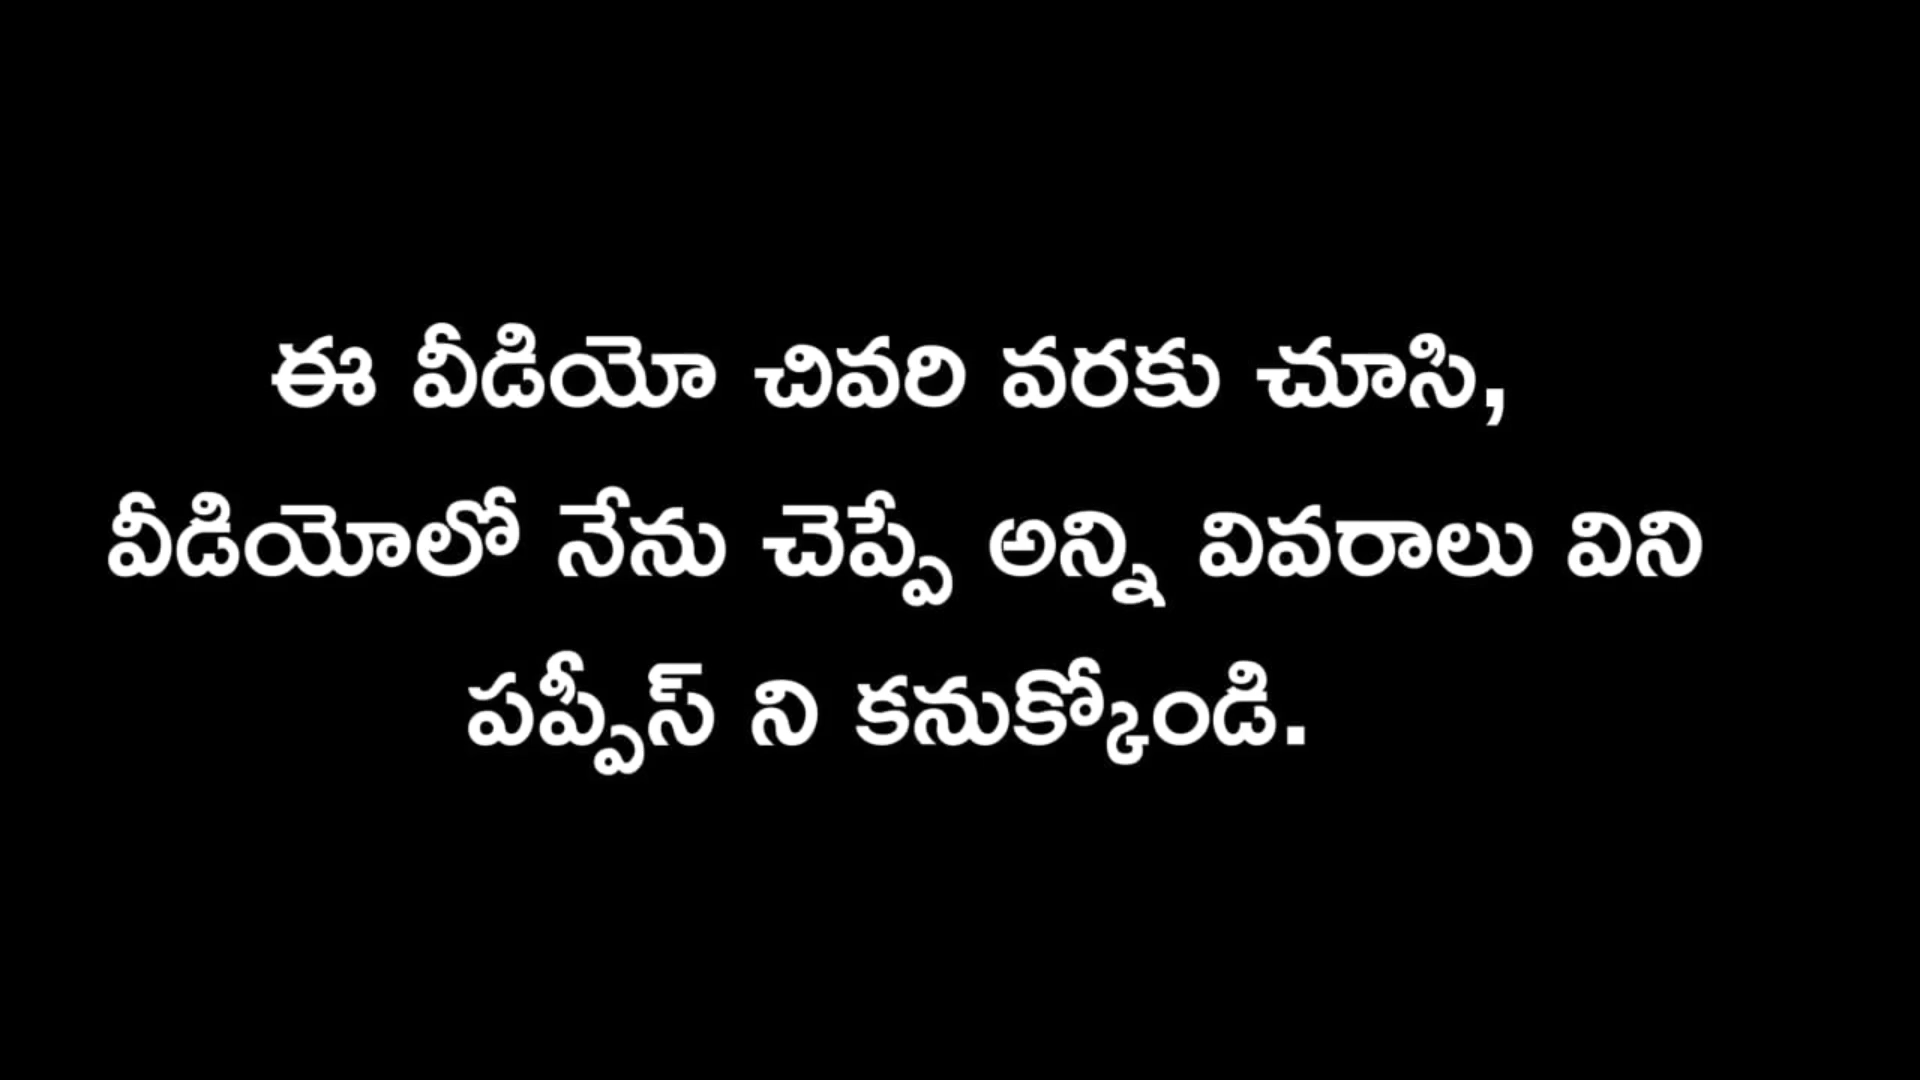 ఈ వీడియో చివరి వరకు చూసి,
వీడియోలో నేను చెప్పే అన్ని వివరాలు విని
పప్పీస్ ని కనుక్కోండి.